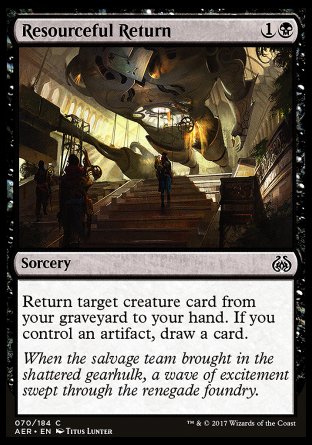 Resourceful Return 1
Sorcery
Return target creature card from
your graveyard to your hand. If you
control an artifact, draw a card.
When the salvage team brought in the
shattered gearhulk, a wave of excitement
swept through the renegade foundry.
070/184 C
AER • EN Titus Lunter
™ & © 2017 Wizards of the Coast